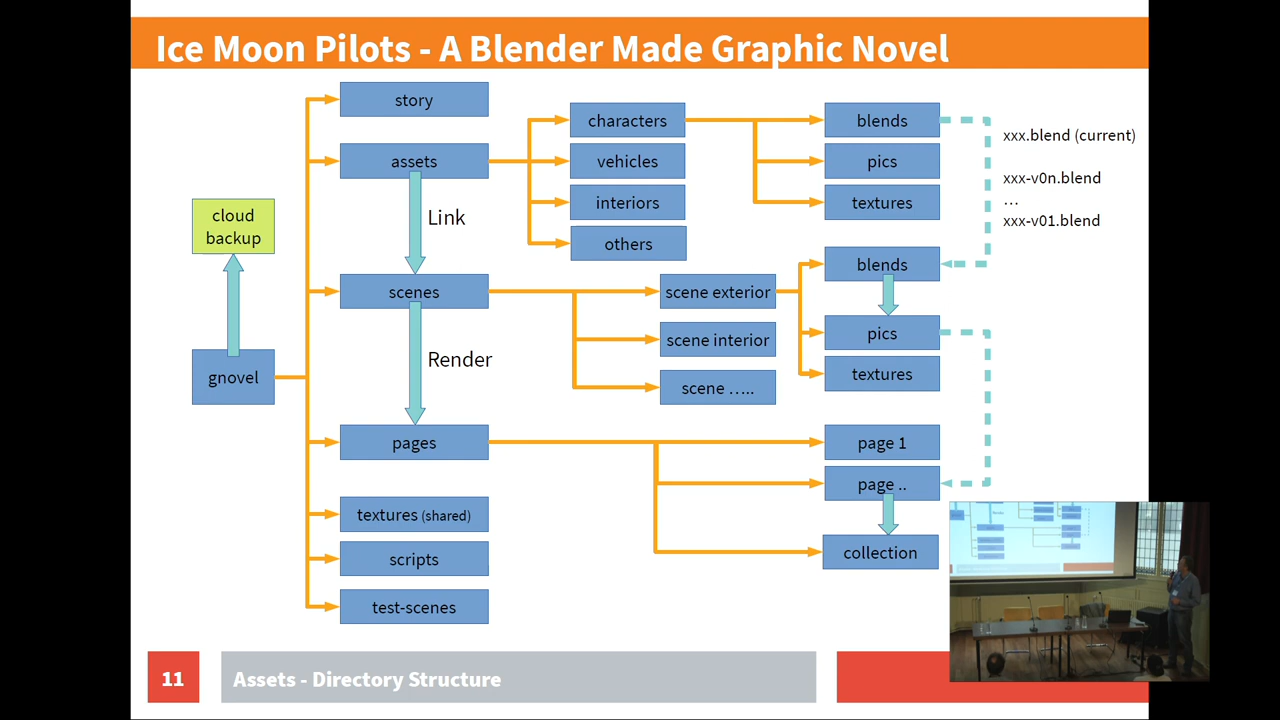 Ice Moon Pilots - A Blender Made Graphic Novel
story
assets
characters
vehicles
interiors
others
blends
pics
textures
xxx.blend (current)
xxx-v0n.blend
...
xxx-v01.blend
cloud
backup
Link
gnovel
scenes
scene exterior
scene interior
scene …..
blends
pics
textures
Render
pages
page 1
page ..
collection
textures (shared)
scripts
test-scenes
11
Assets - Directory Structure